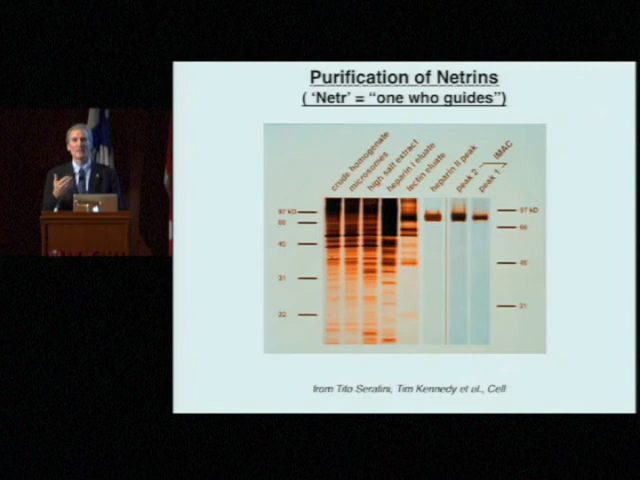 Purification of Netrins
( ‘Netr’ = “one who guides”)
crude homogenate
microsomes
high salt extract
heparin I eluate
lectin eluate
heparin II peak
peak 2
peak 1
IMAC
97 kD
66
45
31
22
97 kD
66
45
31
from Tito Serafini, Tim Kennedy et al., Cell